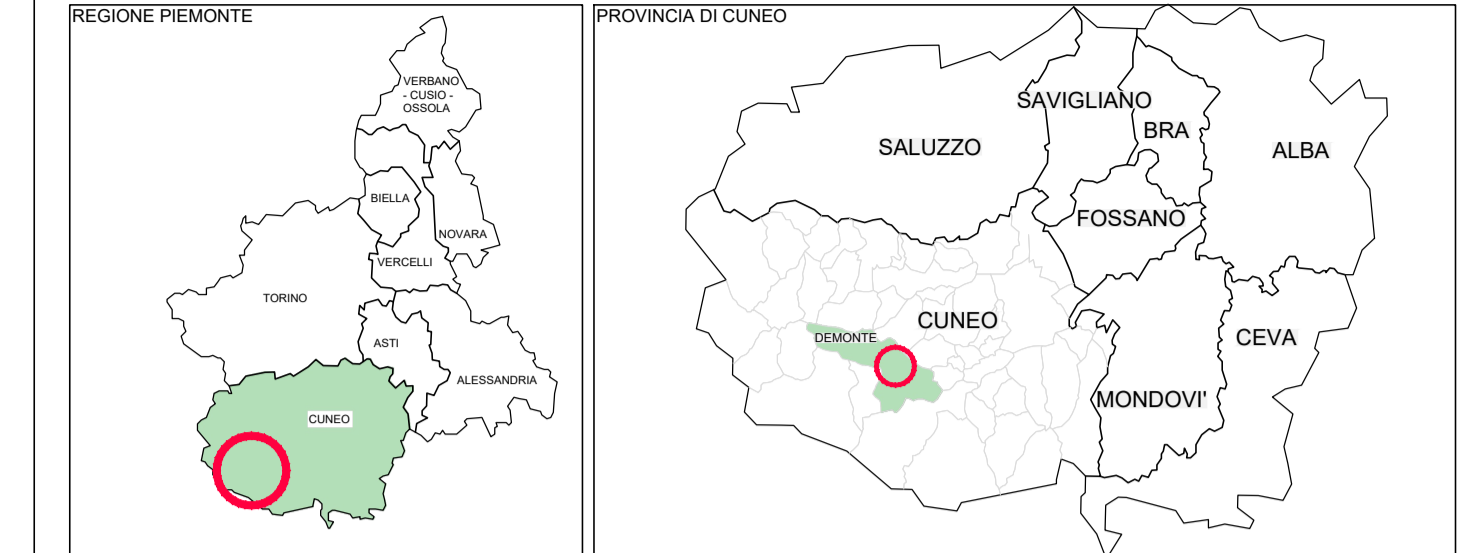 REGIONE PIEMONTE
VERBANO
- CUSIO -
OSSOLA
BIELLA
NOVARA
VERCELLI
TORINO
ASTI
ALESSANDRIA
CUNEO
PROVINCIA DI CUNEO
SAVIGLIANO
BRA
SALUZZO
ALBA
FOSSANO
CUNEO
DEMONTE
CEVA
MONDOVI'